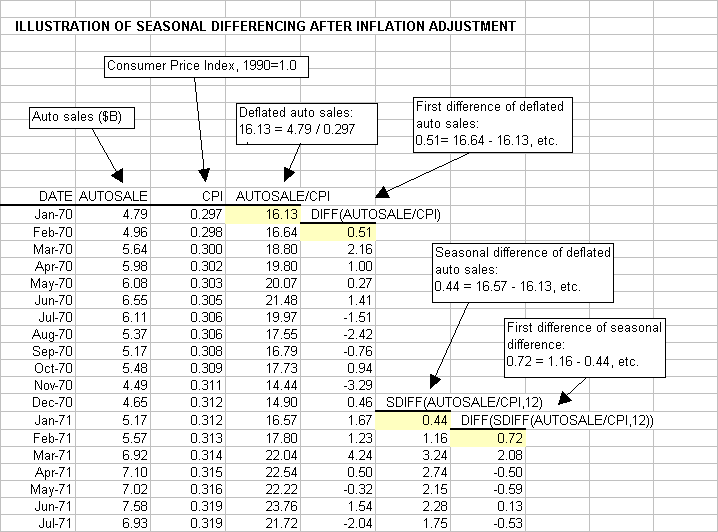 ILLUSTRATION OF SEASONAL DIFFERENCING AFTER INFLATION ADJUSTMENT
Consumer Price Index, 1990=1.0
Auto sales ($B)
Deflated auto sales:
16.13 = 4.79 / 0.297
First difference of deflated
auto sales:
0.51= 16.64 - 16.13, etc.
DATE AUTOSALE CPI AUTOSALE/CPI
Jan-70 4.79 0.297 16.13 DIFF(AUTOSALE/CPI)
Feb-70 4.96 0.298 16.64 0.51
Mar-70 5.64 0.300 18.80 2.16
Apr-70 5.98 0.302 19.80 1.00
May-70 6.08 0.303 20.07 0.27
Jun-70 6.55 0.305 21.48 1.41
Jul-70 6.11 0.306 19.97 -1.51
Aug-70 5.37 0.306 17.55 -2.42
Sep-70 5.17 0.308 16.79 -0.76
Oct-70 5.48 0.309 17.73 0.94
Nov-70 4.49 0.311 14.44 -3.29
Seasonal difference of deflated
auto sales:
0.44 = 16.57 - 16.13, etc.
First difference of seasonal
difference:
0.72 = 1.16 - 0.44, etc.
Dec-70 4.65 0.312 14.90 0.46 SDIFF(AUTOSALE/CPI,12)
Jan-71 5.17 0.312 16.57 1.67 0.44 DIFF(SDIFF(AUTOSALE/CPI,12))
Feb-71 5.57 0.313 17.80 1.23 1.16 0.72
Mar-71 6.92 0.314 22.04 4.24 3.24 2.08
Apr-71 7.10 0.315 22.54 0.50 2.74 -0.50
May-71 7.02 0.316 22.22 -0.32 2.15 -0.59
Jun-71 7.58 0.319 23.76 1.54 2.28 0.13
Jul-71 6.93 0.319 21.72 -2.04 1.75 -0.53